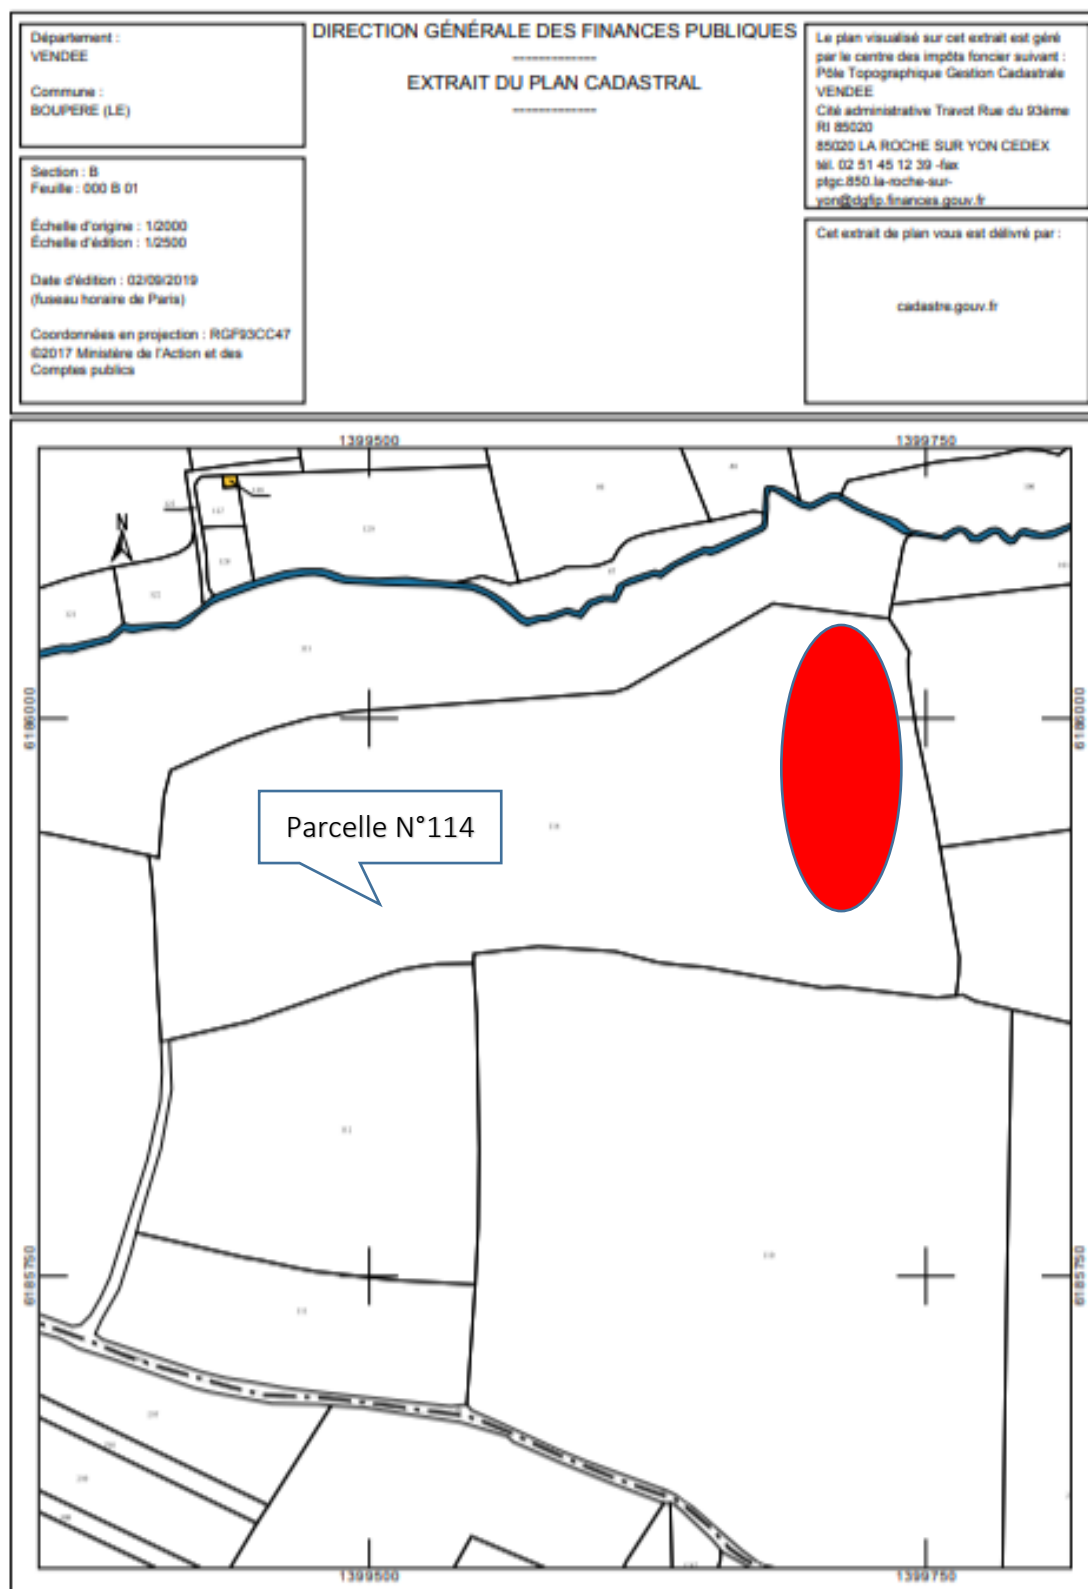 Département :
VENDEE
Commune :
BOUPERE (LE)
Section : B
Feuille : 000 B 01
Échelle d'origine : 1/2000
Échelle d'édition : 1/2500
Date d'édition : 02/09/2019
(fuseau horaire de Paris)
Coordonnées en projection : RGF93CC47
©2017 Ministère de l'Action et des
Comptes publics
DIRECTION GÉNÉRALE DES FINANCES PUBLIQUES
-------------
EXTRAIT DU PLAN CADASTRAL
-------------
Le plan visualisé sur cet extrait est géré
par le centre des impôts foncier suivant :
Pôle Topographique Gestion Cadastrale
VENDEE
Cité administrative Travot Rue du 93ème
RI 85020
85020 LA ROCHE SUR YON CEDEX
tél. 02 51 45 12 39 -fax
ptgc.850.la-roche-sur-
yon@dgfip.finances.gouv.fr
Cet extrait de plan vous est délivré par :
cadastre.gouv.fr
1399500
1399750
N
6186000
6186000
Parcelle N°114
6185750
6185750
1399500
1399750